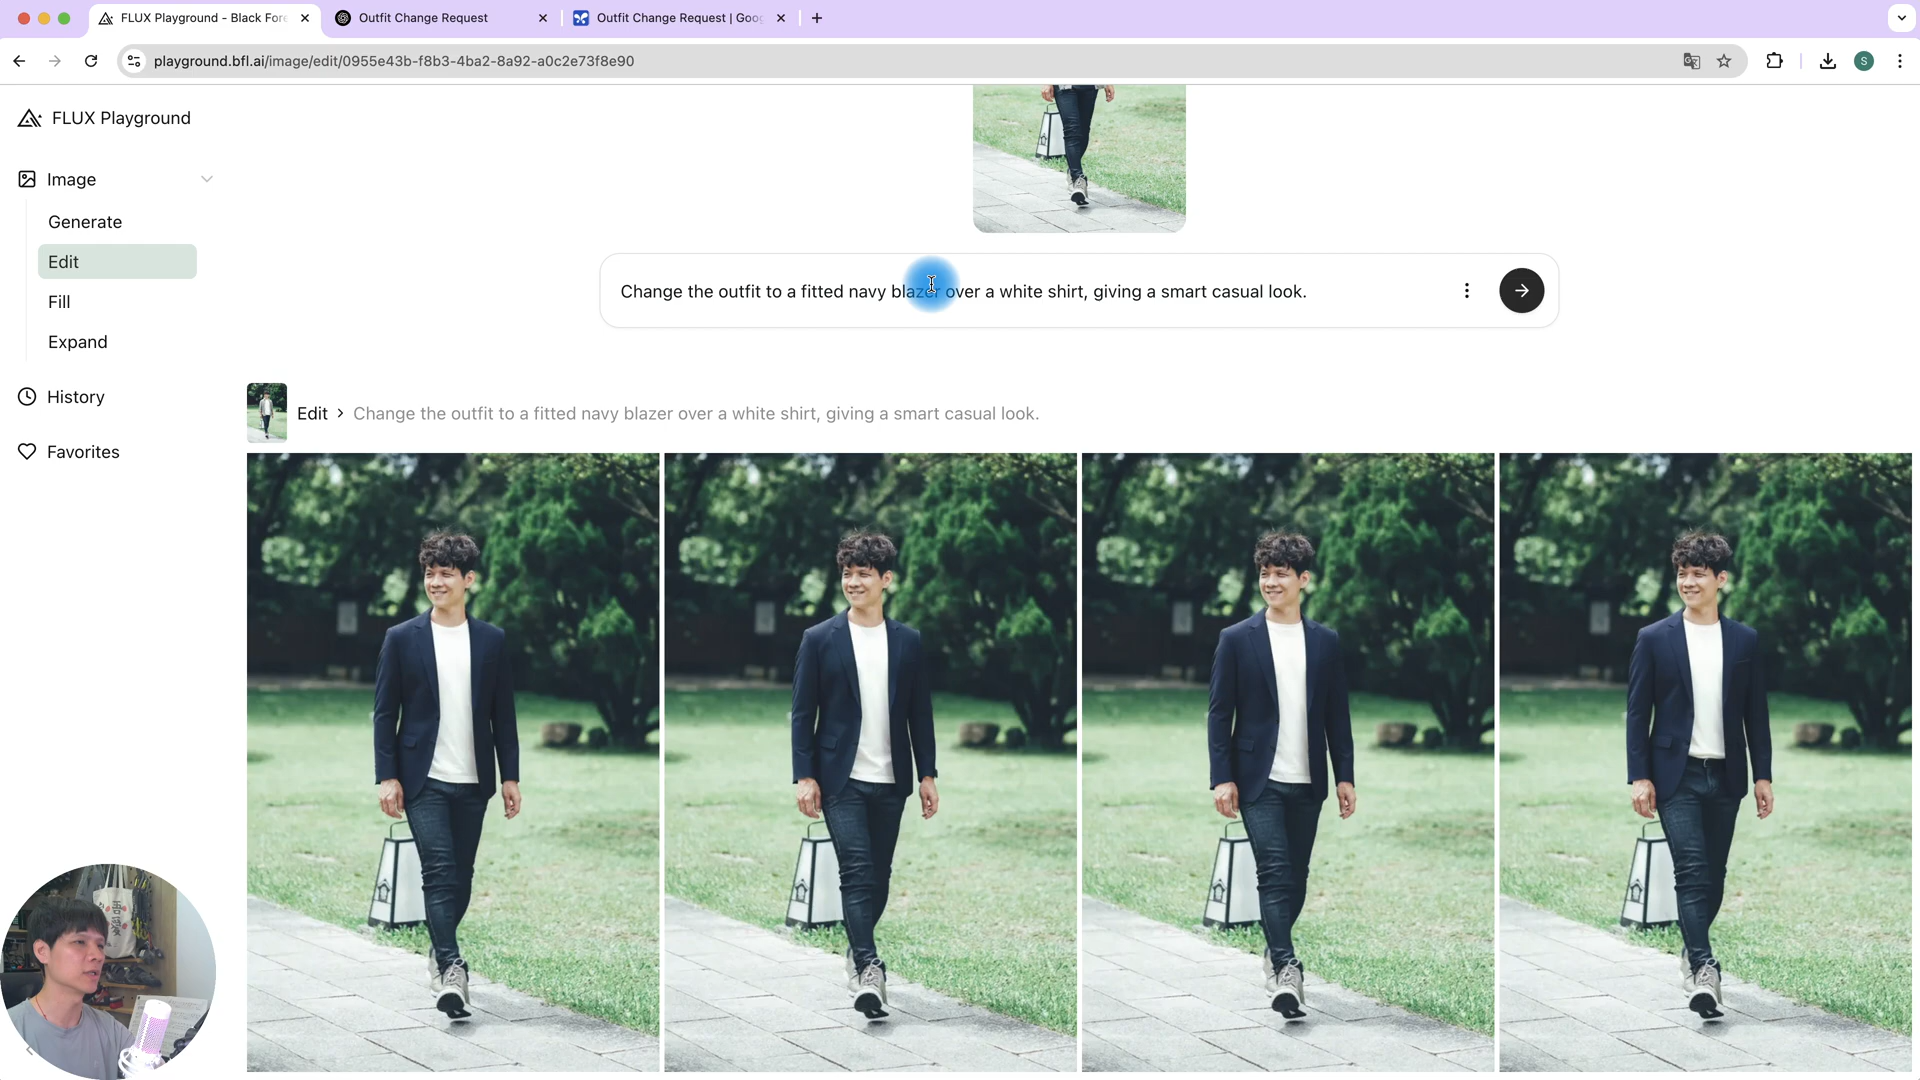 FLUX Playground - Black Fore
Outfit Change Request
Outfit Change Request | Goog
playground.bfl.ai/image/edit/0955e43b-f8b3-4ba2-8a92-a0c2e73f8e90
S
FLUX Playground
Image
Generate
Edit
Fill
Expand
History
Favorites
Change the outfit to a fitted navy blazer over a white shirt, giving a smart casual look.
Edit > Change the outfit to a fitted navy blazer over a white shirt, giving a smart casual look.